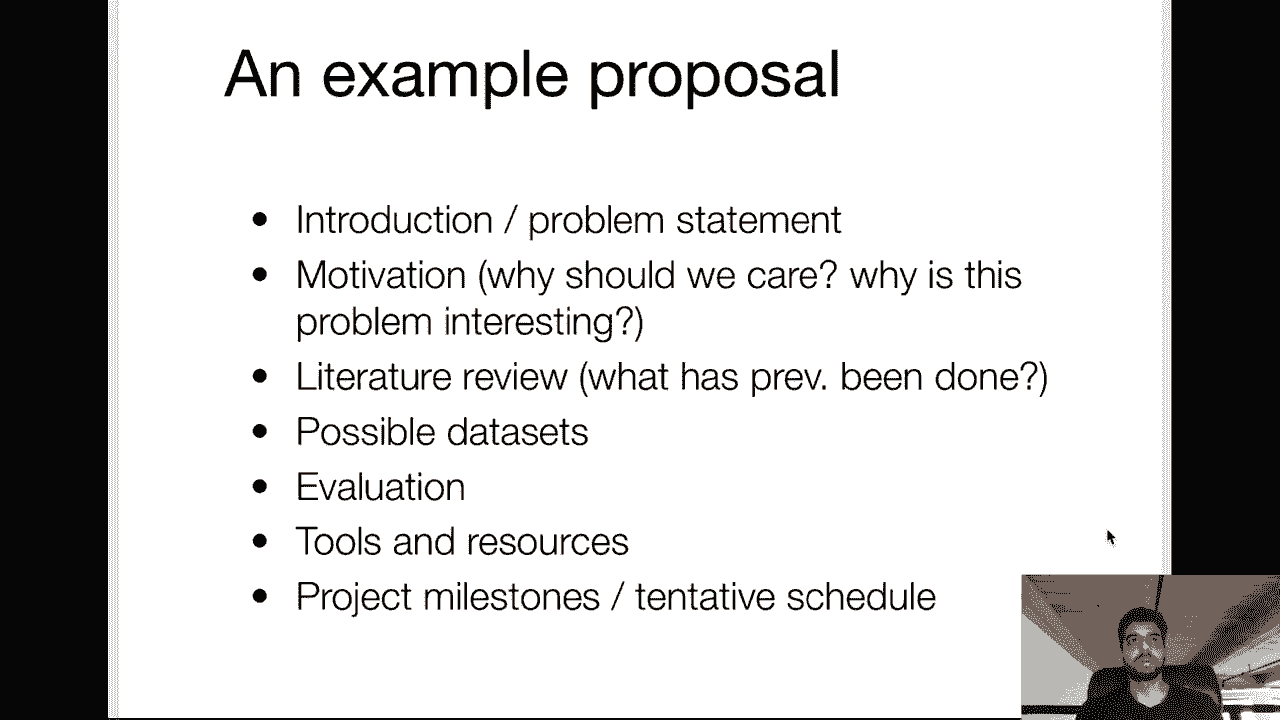 An example proposal
• Introduction / problem statement
• Motivation (why should we care? why is this
problem interesting?)
• Literature review (what has prev. been done?)
• Possible datasets
• Evaluation
• Tools and resources
• Project milestones / tentative schedule